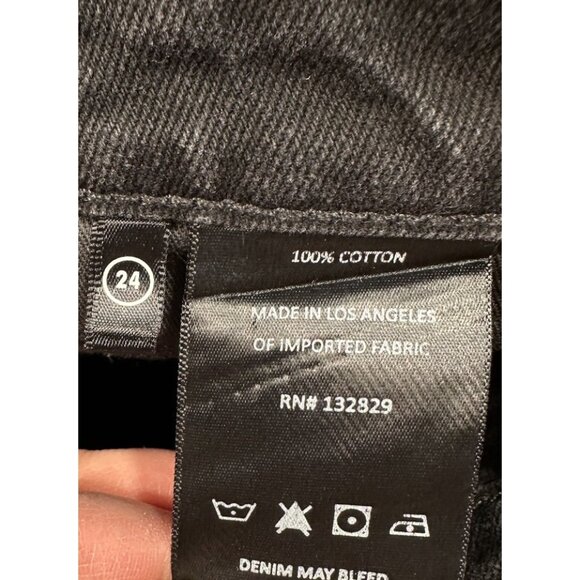 24
100% COTTON
MADE IN LOS ANGELES
OF IMPORTED FABRIC
RN# 132829
DENIM MAY BLEED